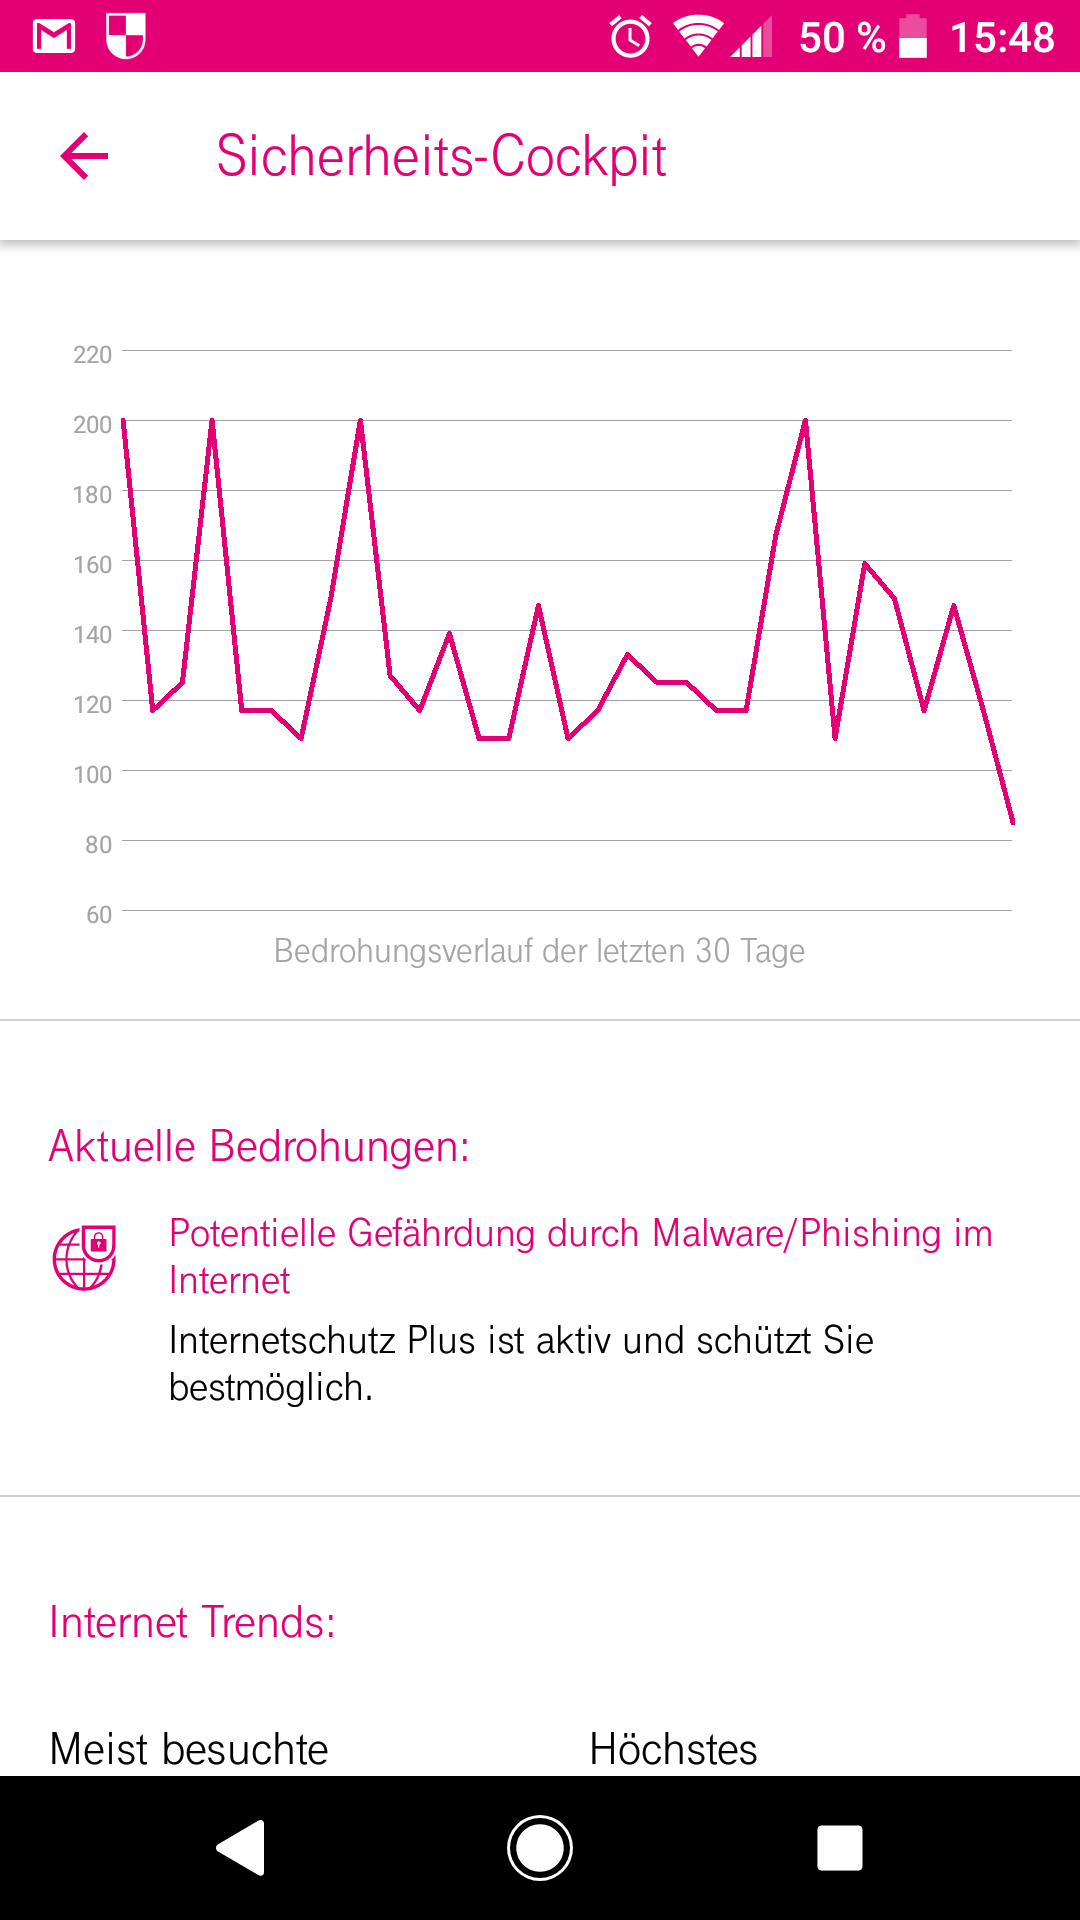 50 % 15:48
Sicherheits-Cockpit
220
200
180
160
140
120
100
80
60
Bedrohungsverlauf der letzten 30 Tage
Aktuelle Bedrohungen:
Potentielle Gefährdung durch Malware/Phishing im
Internet
Internetschutz Plus ist aktiv und schützt Sie
bestmöglich.
Internet Trends:
Meist besuchte Höchstes